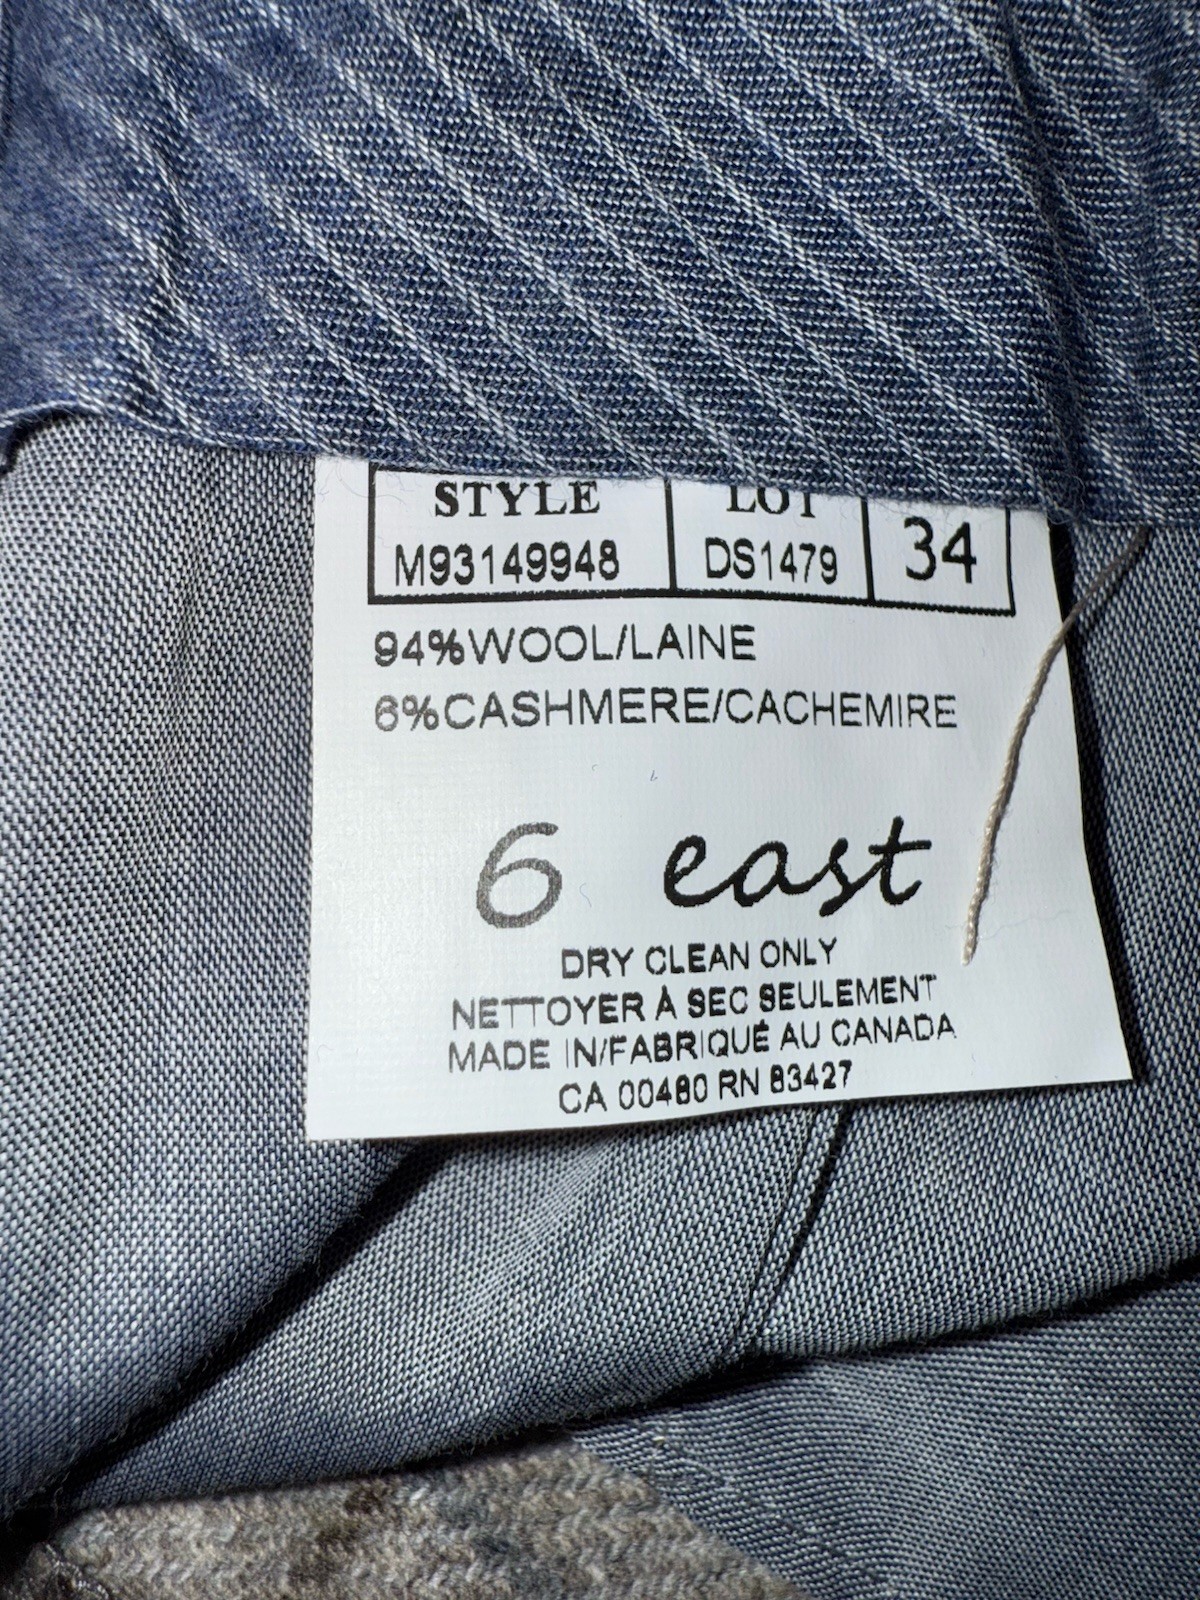 STYLE LOT 34
M93149948 DS1479
94%WOOL/LAINE
6%CASHMERE/CACHEMIRE
6 east
DRY CLEAN ONLY
NETTOYER À SEC SEULEMENT
MADE IN/FABRIQUÉ AU CANADA
CA 00480 RN 83427